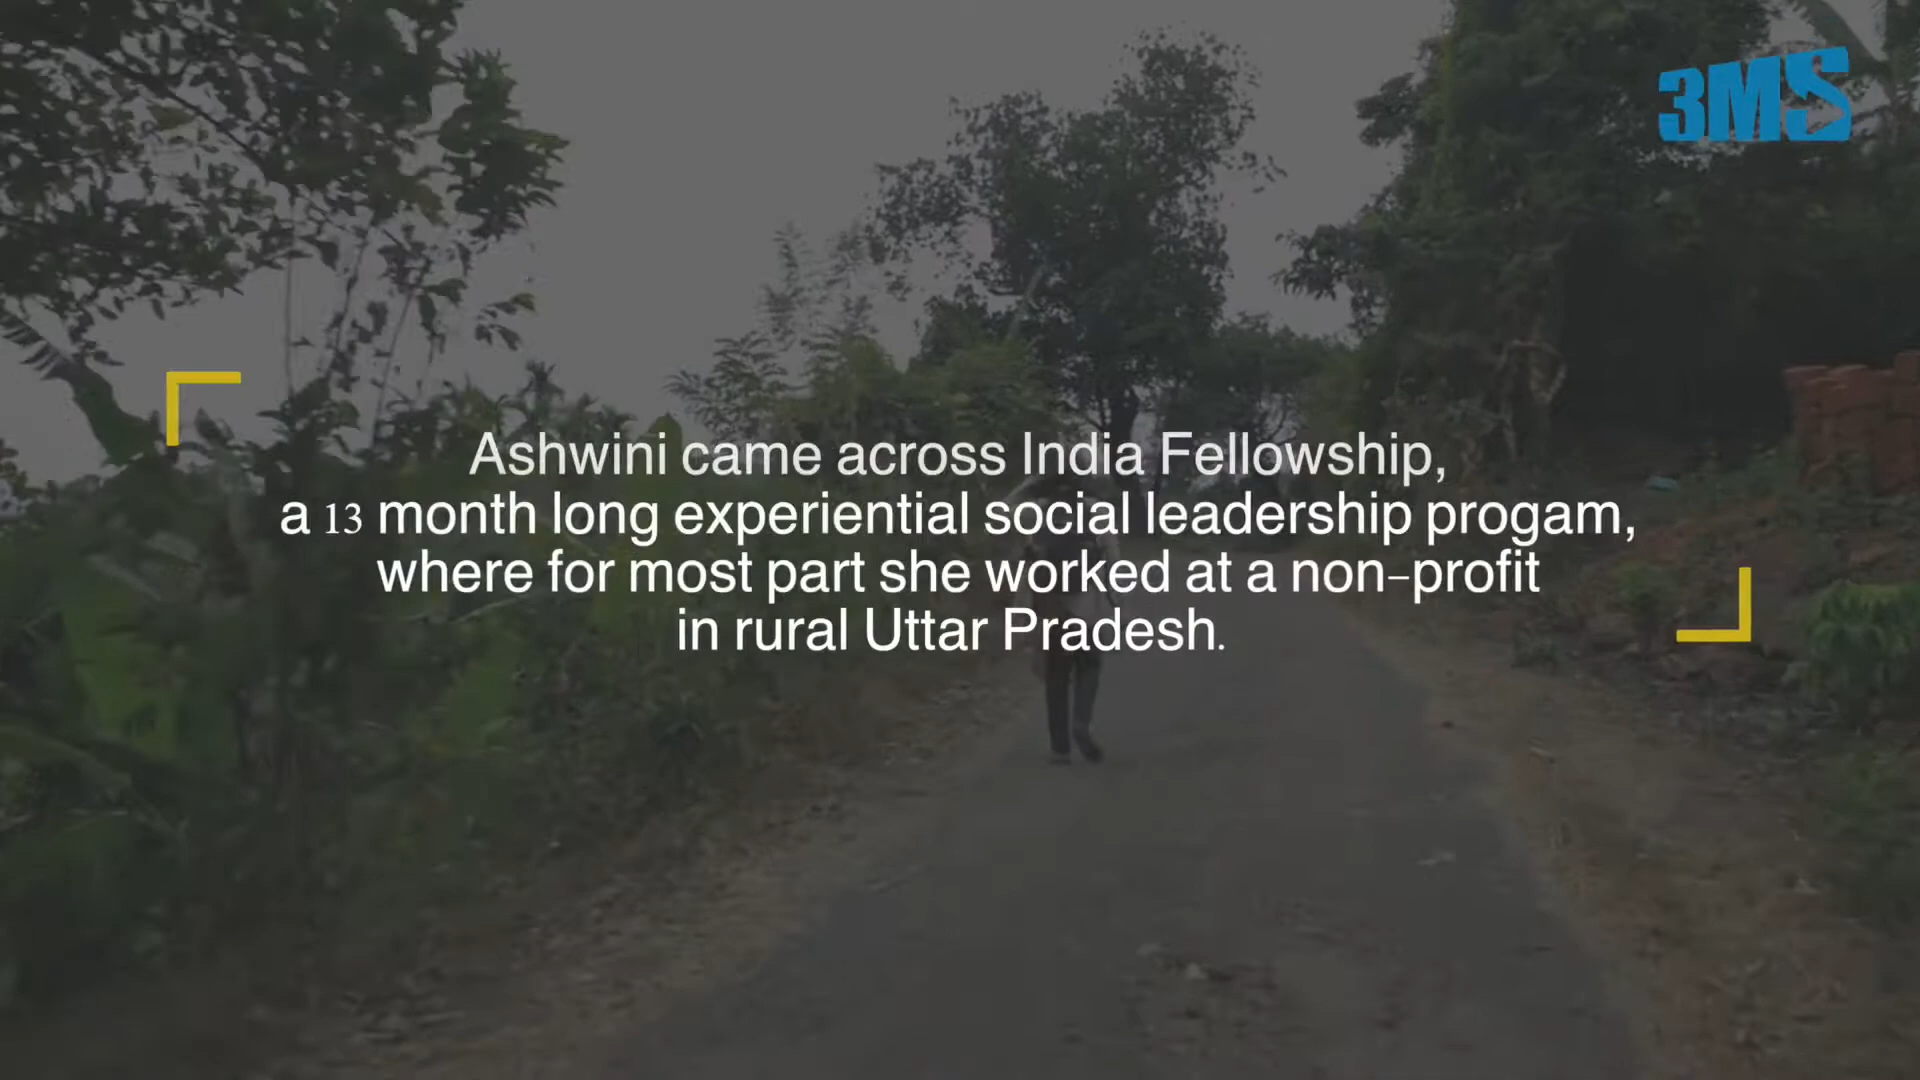 3MS
Ashwini came across India Fellowship,
a 13 month long experiential social leadership progam,
where for most part she worked at a non-profit
in rural Uttar Pradesh.